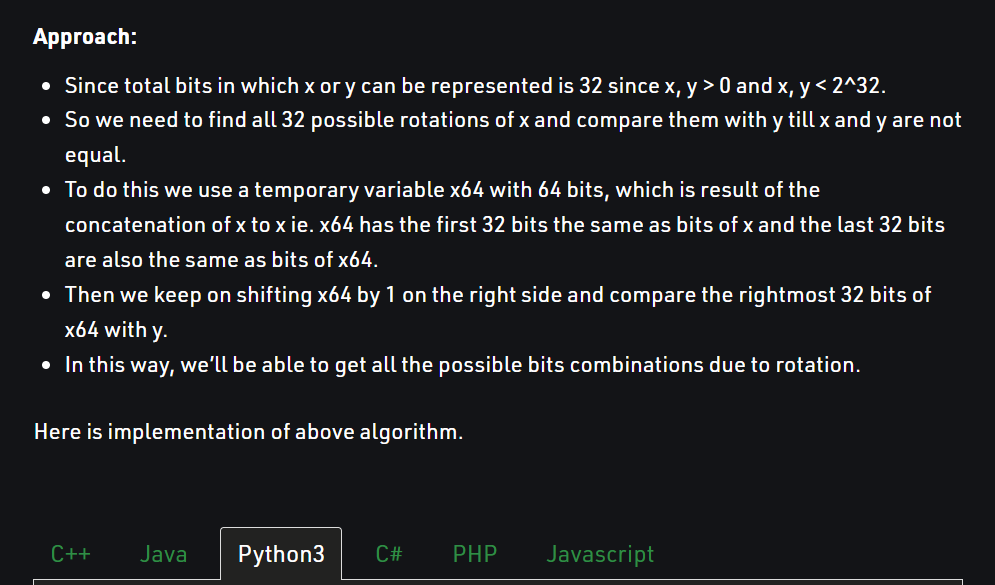 Approach:
• Since total bits in which x or y can be represented is 32 since x, y > 0 and x, y < 2^32.
• So we need to find all 32 possible rotations of x and compare them with y till x and y are not
equal.
• To do this we use a temporary variable x64 with 64 bits, which is result of the
concatenation of x to x ie. x64 has the first 32 bits the same as bits of x and the last 32 bits
are also the same as bits of x64.
• Then we keep on shifting x64 by 1 on the right side and compare the rightmost 32 bits of
x64 with y.
• In this way, we’ll be able to get all the possible bits combinations due to rotation.
Here is implementation of above algorithm.
C++ Java Python3 C# PHP Javascript